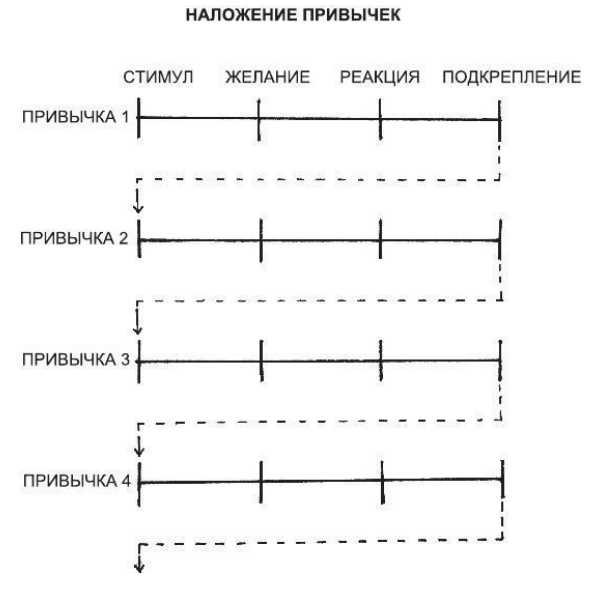 НАЛОЖЕНИЕ ПРИВЫЧЕК
СТИМУЛ ЖЕЛАНИЕ РЕАКЦИЯ ПОДКРЕПЛЕНИЕ
ПРИВЫЧКА 1
ПРИВЫЧКА 2
ПРИВЫЧКА 3
ПРИВЫЧКА 4